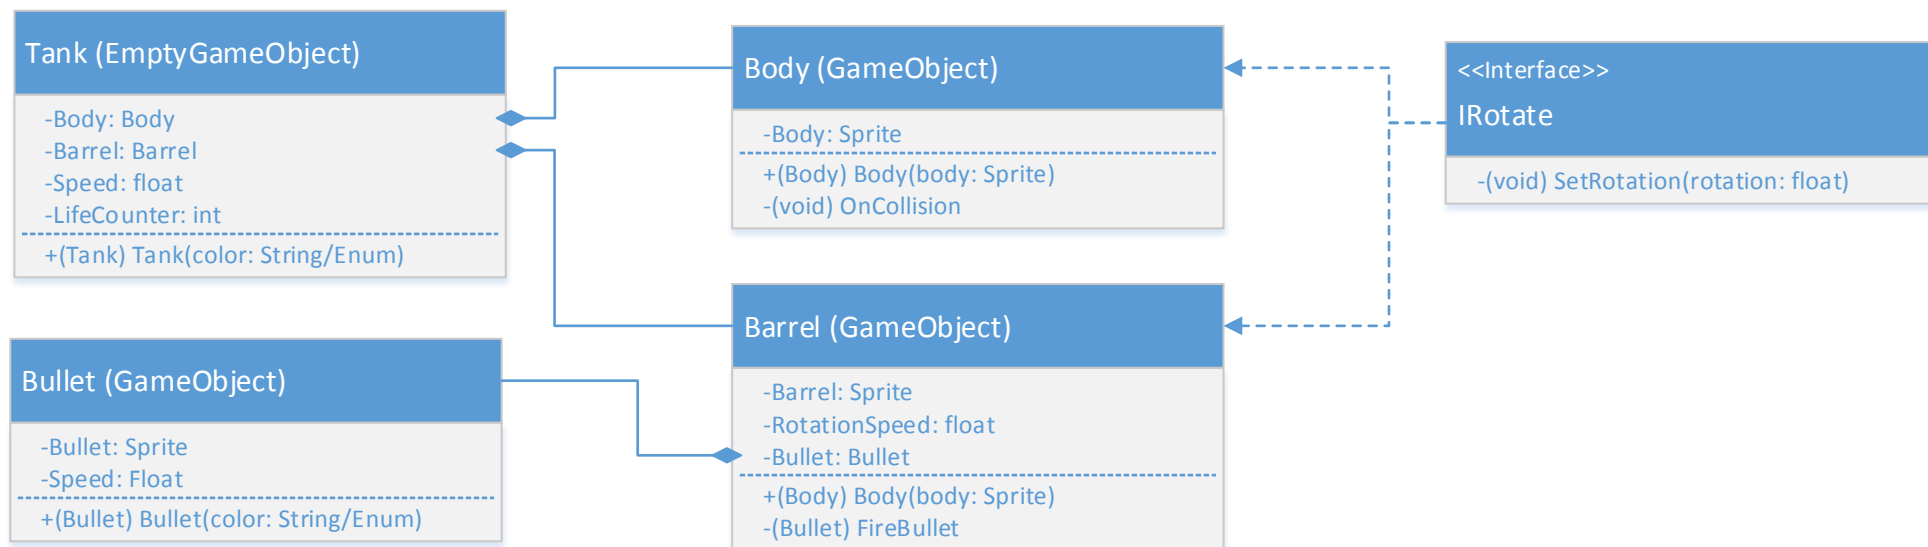 Tank (EmptyGameObject)
-Body: Body
-Barrel: Barrel
-Speed: float
-LifeCounter: int
+(Tank) Tank(color: String/Enum)
Body (GameObject)
-Body: Sprite
+(Body) Body(body: Sprite)
-(void) OnCollision
<<Interface>>
IRotate
-(void) SetRotation(rotation: float)
Bullet (GameObject)
-Bullet: Sprite
-Speed: Float
+(Bullet) Bullet(color: String/Enum)
Barrel (GameObject)
-Barrel: Sprite
-RotationSpeed: float
-Bullet: Bullet
+(Body) Body(body: Sprite)
-(Bullet) FireBullet